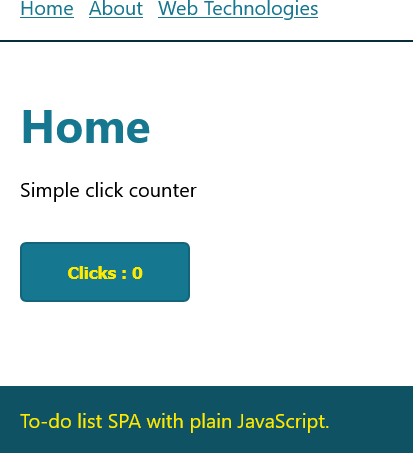 Home About Web Technologies
Home
Simple click counter
Clicks : 0
To-do list SPA with plain JavaScript.